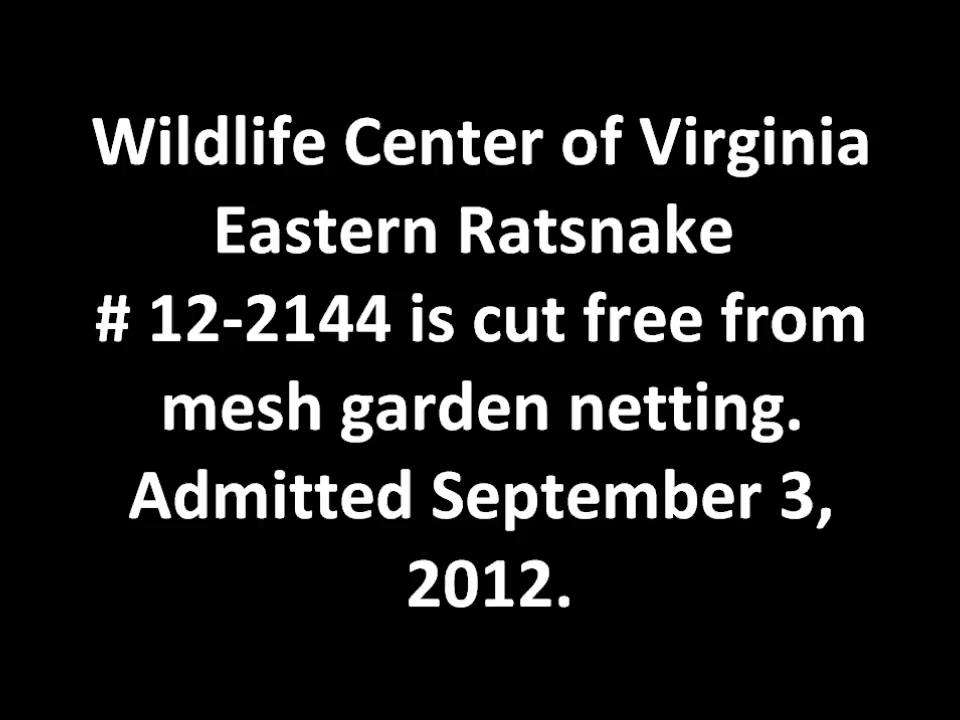 Wildlife Center of Virginia
Eastern Ratsnake
# 12-2144 is cut free from
mesh garden netting.
Admitted September 3,
2012.